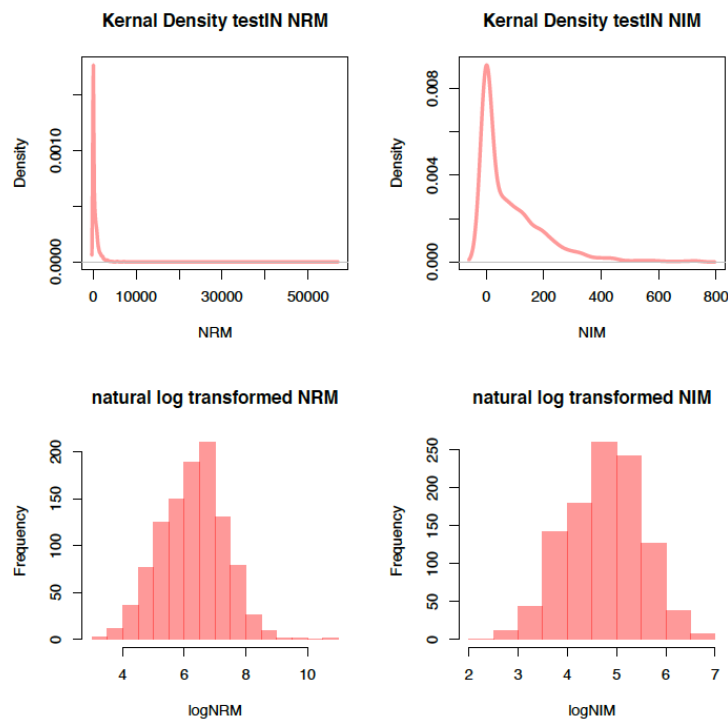 Kernal Density testIN NRM
Density
0.0000
0.0010
0
10000
30000
50000
NRM
Kernal Density testIN NIM
Density
0.000
0.004
0.008
0
200
400
600
800
NIM
natural log transformed NRM
Frequency
0
50
100
150
200
4
6
8
10
logNRM
natural log transformed NIM
Frequency
0
50
100
150
200
250
2
3
4
5
6
7
logNIM